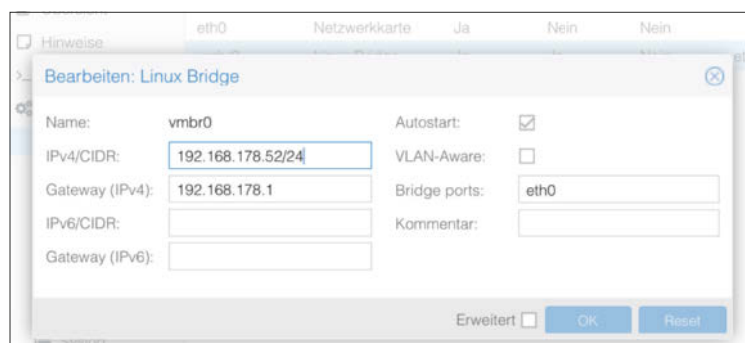 Übersicht
eth0 Netzwerkkarte Ja Nein Nein
Hinweise
Bearbeiten: Linux Bridge
Name: vmbr0 Autostart:
IPv4/CIDR: 192.168.178.52/24 VLAN-Aware:
Gateway (IPv4): 192.168.178.1 Bridge ports: eth0
IPv6/CIDR: Kommentar:
Gateway (IPv6):
Erweitert OK Reset